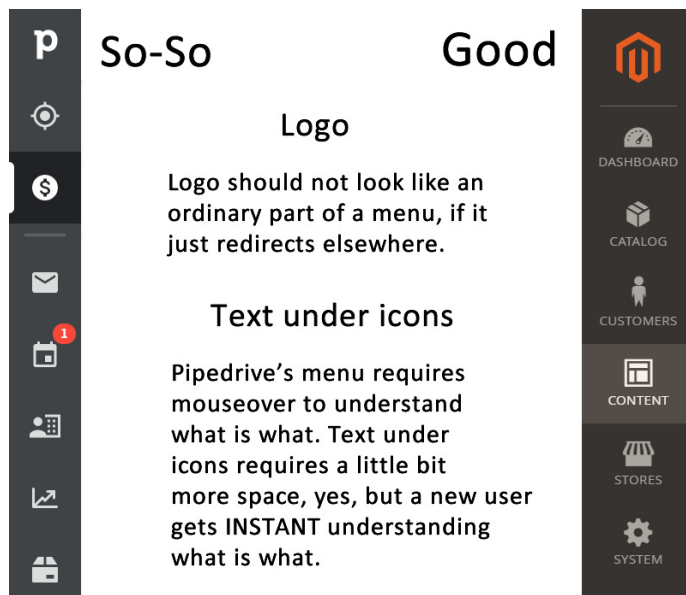 p
So-So
Good
Logo
Logo should not look like an
ordinary part of a menu, if it
just redirects elsewhere.
Text under icons
Pipedrive's menu requires
mouseover to understand
what is what. Text under
icons requires a little bit
more space, yes, but a new user
gets INSTANT understanding
what is what.
$
1
DASHBOARD
CATALOG
CUSTOMERS
CONTENT
STORES
SYSTEM